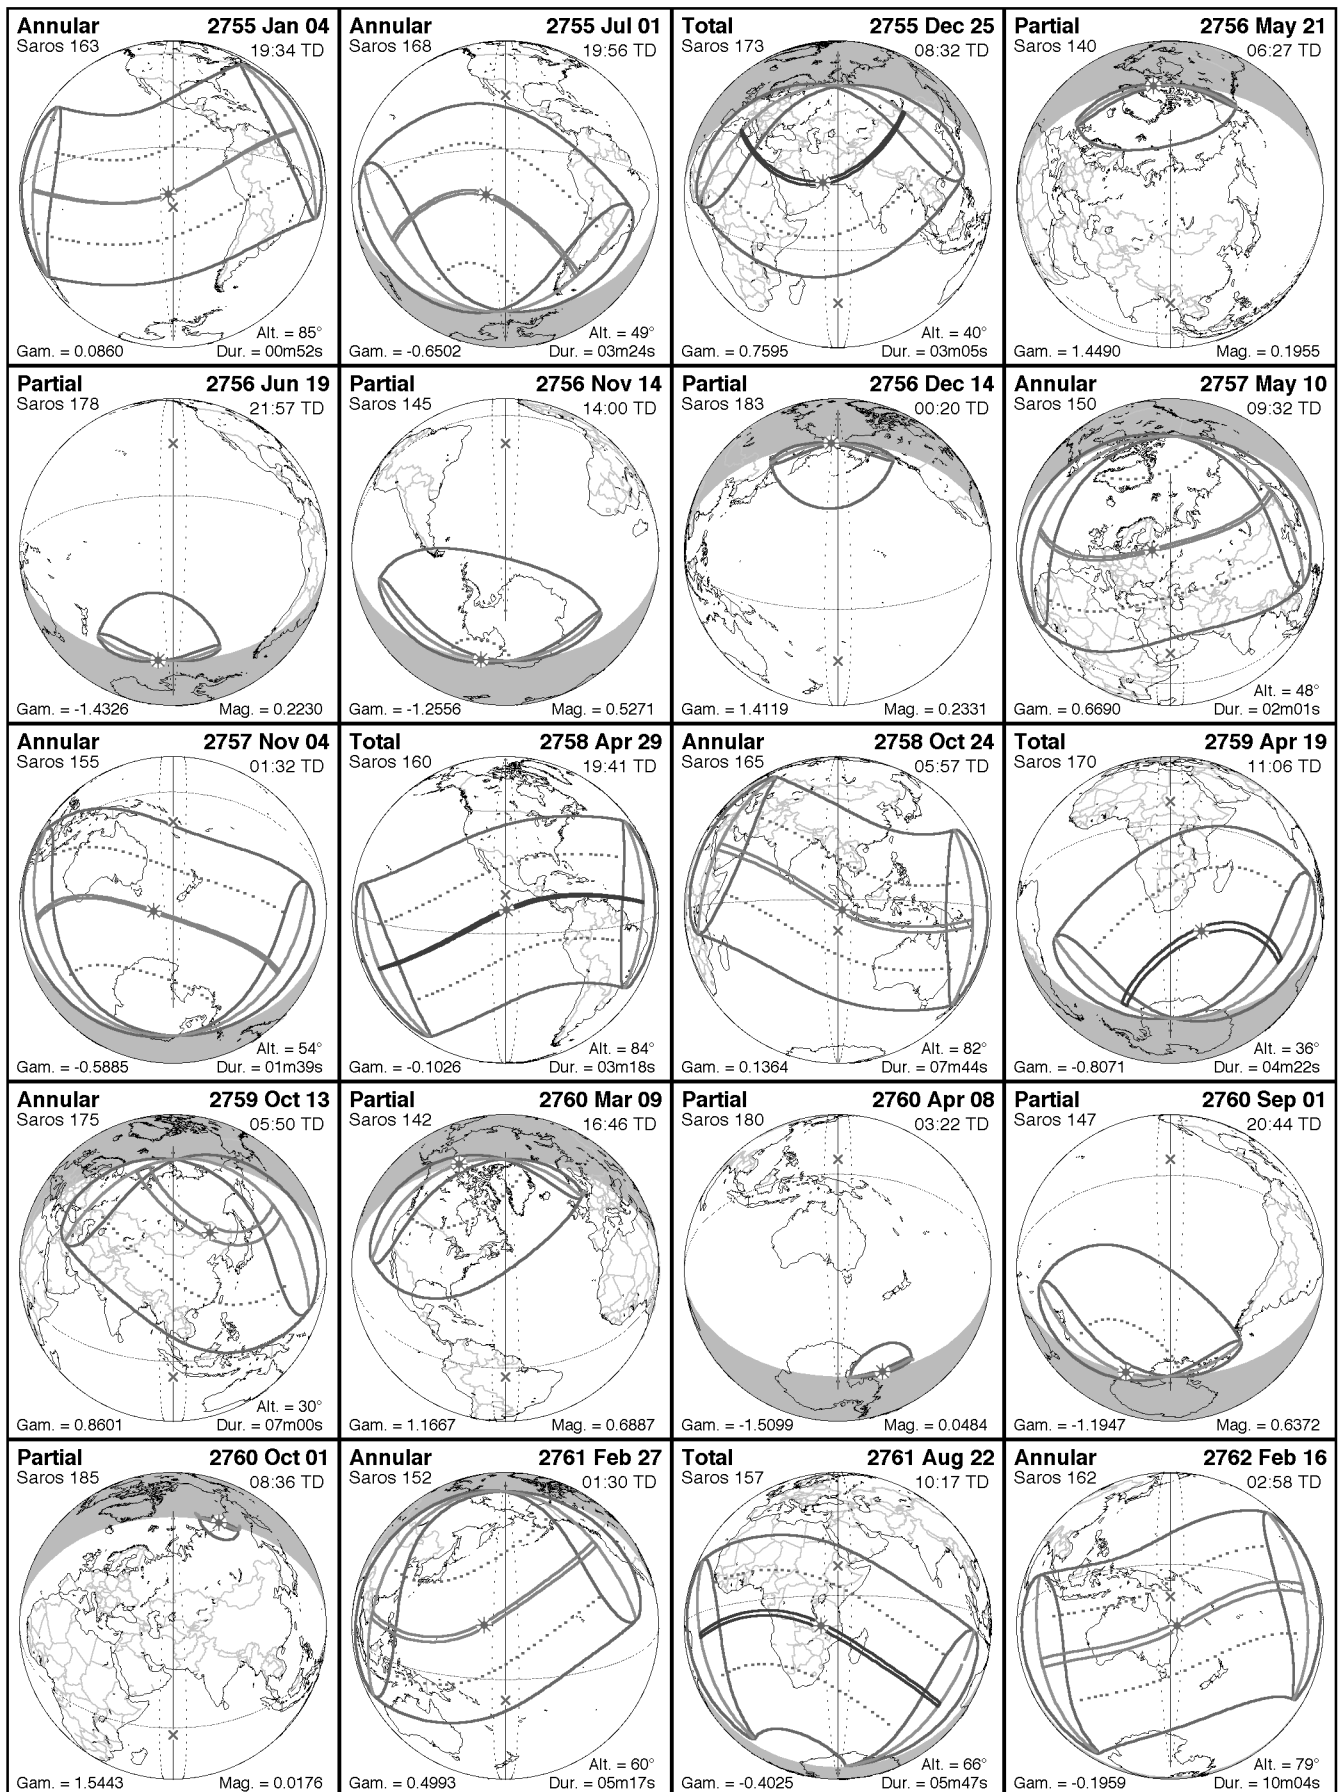 Annular 2755 Jan 04
Saros 163 19:34 TD
Alt. = 85°
Gam. = 0.0860 Dur. = 00m52s
Annular 2755 Jul 01
Saros 168 19:56 TD
Alt. = 49°
Gam. = -0.6502 Dur. = 03m24s
Total 2755 Dec 25
Saros 173 08:32 TD
Alt. = 40°
Gam. = 0.7595 Dur. = 03m05s
Partial 2756 May 21
Saros 140 06:27 TD
Gam. = 1.4490 Mag. = 0.1955
Partial 2756 Jun 19
Saros 178 21:57 TD
Gam. = -1.4326 Mag. = 0.2230
Partial 2756 Nov 14
Saros 145 14:00 TD
Gam. = -1.2556 Mag. = 0.5271
Partial 2756 Dec 14
Saros 183 00:20 TD
Gam. = 1.4119 Mag. = 0.2331
Annular 2757 May 10
Saros 150 09:32 TD
Alt. = 48°
Gam. = 0.6690 Dur. = 02m01s
Annular 2757 Nov 04
Saros 155 01:32 TD
Alt. = 54°
Gam. = -0.5885 Dur. = 01m39s
Total 2758 Apr 29
Saros 160 19:41 TD
Alt. = 84°
Gam. = -0.1026 Dur. = 03m18s
Annular 2758 Oct 24
Saros 165 05:57 TD
Alt. = 82°
Gam. = 0.1364 Dur. = 07m44s
Total 2759 Apr 19
Saros 170 11:06 TD
Alt. = 36°
Gam. = -0.8071 Dur. = 04m22s
Annular 2759 Oct 13
Saros 175 05:50 TD
Alt. = 30°
Gam. = 0.8601 Dur. = 07m00s
Partial 2760 Mar 09
Saros 142 16:46 TD
Gam. = 1.1667 Mag. = 0.6887
Partial 2760 Apr 08
Saros 180 03:22 TD
Gam. = -1.5099 Mag. = 0.0484
Partial 2760 Sep 01
Saros 147 20:44 TD
Gam. = -1.1947 Mag. = 0.6372
Partial 2760 Oct 01
Saros 185 08:36 TD
Gam. = 1.5443 Mag. = 0.0176
Annular 2761 Feb 27
Saros 152 01:30 TD
Alt. = 60°
Gam. = 0.4993 Dur. = 05m17s
Total 2761 Aug 22
Saros 157 10:17 TD
Alt. = 66°
Gam. = -0.4025 Dur. = 05m47s
Annular 2762 Feb 16
Saros 162 02:58 TD
Alt. = 79°
Gam. = -0.1959 Dur. = 10m04s